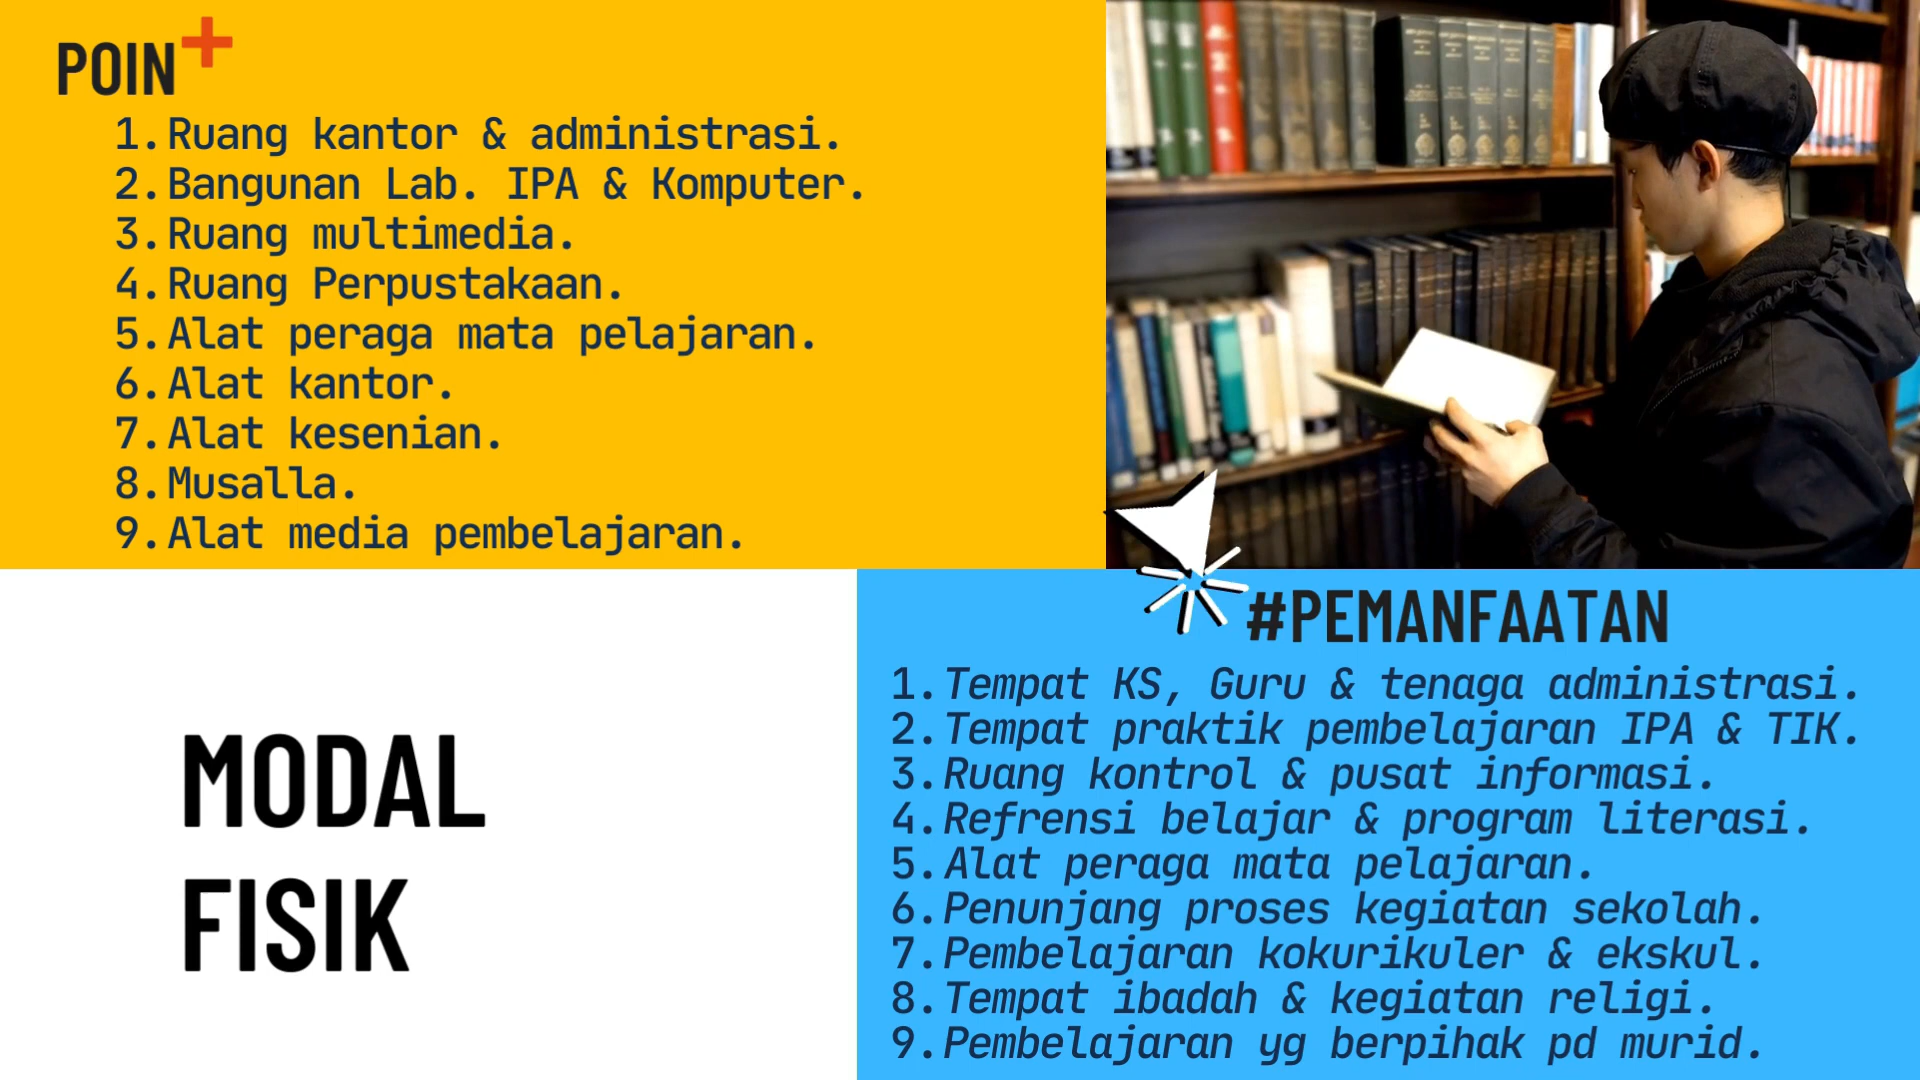 POIN+
1. Ruang kantor & administrasi.
2. Bangunan Lab. IPA & Komputer.
3. Ruang multimedia.
4. Ruang Perpustakaan.
5. Alat peraga mata pelajaran.
6. Alat kantor.
7. Alat kesenian.
8. Musalla.
9. Alat media pembelajaran.
MODAL
FISIK
#PEMANFAATAN
1. Tempat KS, Guru & tenaga administrasi.
2. Tempat praktik pembelajaran IPA & TIK.
3. Ruang kontrol & pusat informasi.
4. Refrensi belajar & program literasi.
5. Alat peraga mata pelajaran.
6. Penunjang proses kegiatan sekolah.
7. Pembelajaran kokurikuler & ekskul.
8. Tempat ibadah & kegiatan religi.
9. Pembelajaran yg berpihak pd murid.